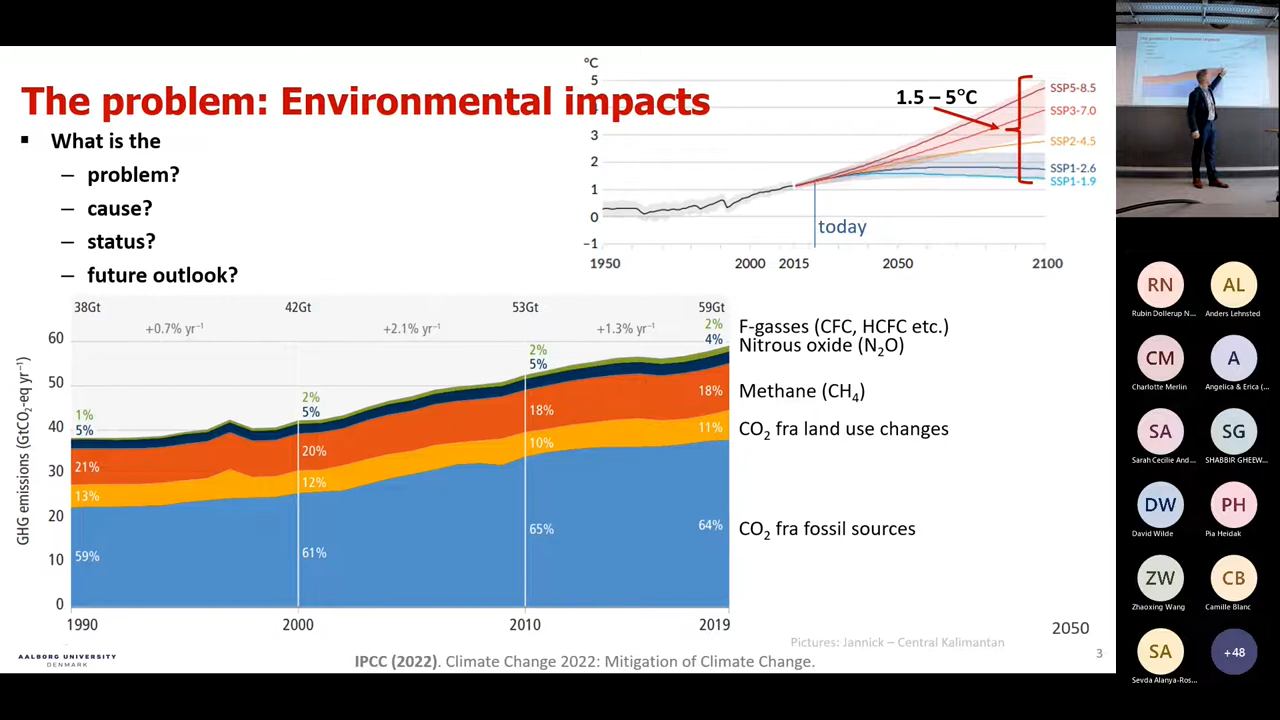 The problem: Environmental impacts
▪ What is the
– problem?
– cause?
– status?
– future outlook?
°C
5
3
2
1
0
−1
1950
2000
2015
2050
2100
1.5 – 5°C
today
SSP5-8.5
SSP3-7.0
SSP2-4.5
SSP1-2.6
SSP1-1.9
38Gt
42Gt
53Gt
59Gt
+0.7% yr⁻¹
+2.1% yr⁻¹
+1.3% yr⁻¹
GHG emissions (GtCO₂-eq yr⁻¹)
60
50
40
30
20
10
0
1%
5%
21%
13%
59%
2%
5%
20%
12%
61%
2%
5%
18%
10%
65%
2%
4%
18%
11%
64%
1990
2000
2010
2019
F-gasses (CFC, HCFC etc.)
Nitrous oxide (N₂O)
Methane (CH₄)
CO₂ fra land use changes
CO₂ fra fossil sources
2050
Pictures: Jannick – Central Kalimantan
3
AALBORG UNIVERSITY
DENMARK
IPCC (2022). Climate Change 2022: Mitigation of Climate Change.
The problem: Environmental impacts
RN
Rubin Dollerup N...
AL
Anders Lehnsted
CM
Charlotte Merlin
A
Angelica & Erica (...
SA
Sarah Cecilie And...
SG
SHABBIR GHEEW...
DW
David Wilde
PH
Pia Heidak
ZW
Zhaoxing Wang
CB
Camille Blanc
SA
Sevda Alanya-Ros...
+48